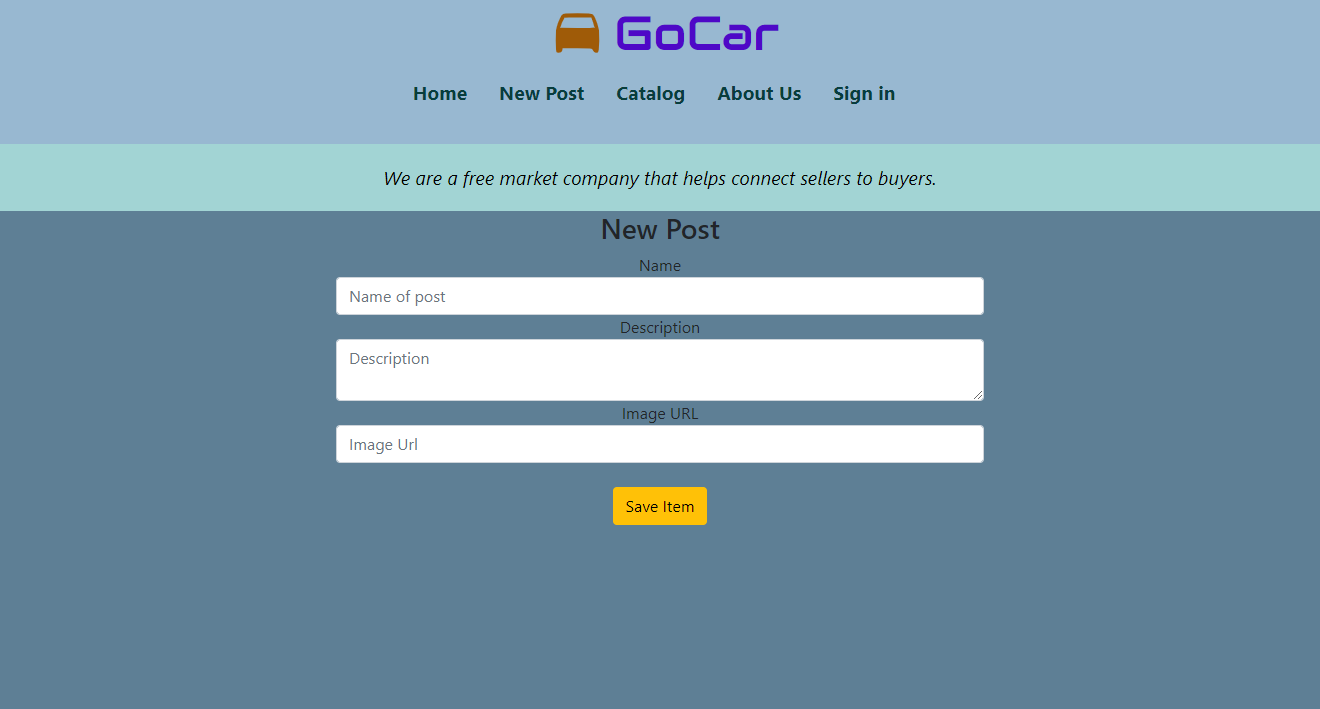 GoCar
Home New Post Catalog About Us Sign in
We are a free market company that helps connect sellers to buyers.
New Post
Name
Name of post
Description
Description
Image URL
Image Url
Save Item